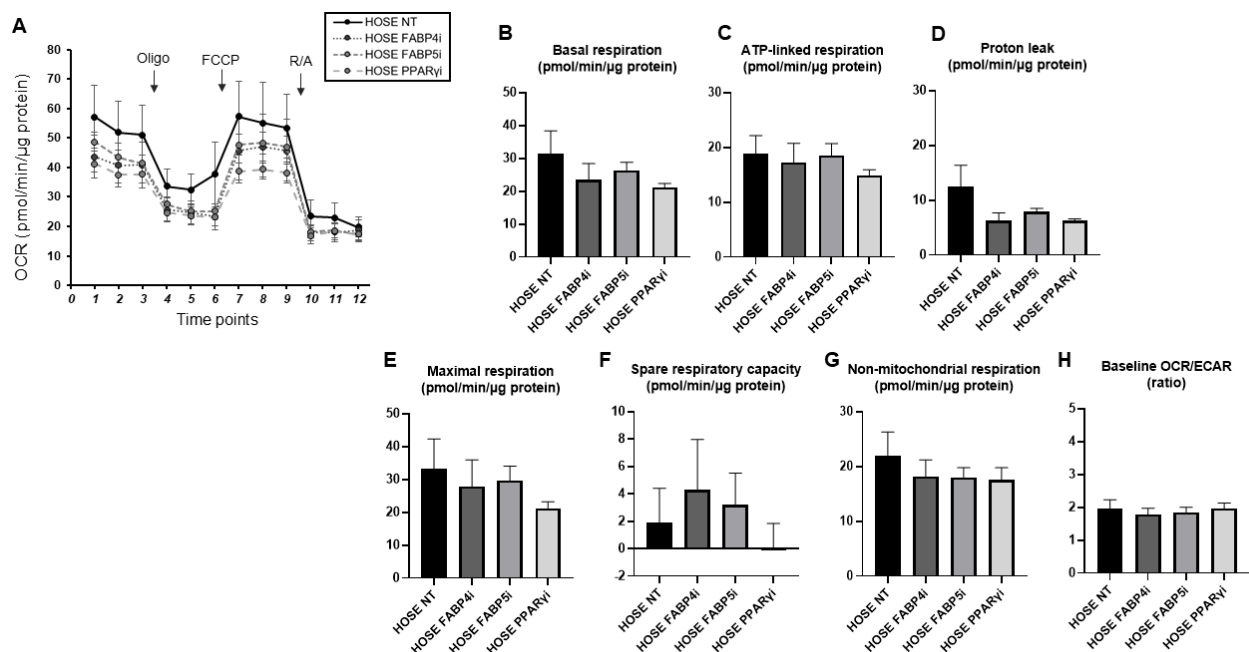 A
HOSE NT
HOSE FABP4i
HOSE FABP5i
HOSE PPARγi
Oligo
FCCP
R/A
OCR (pmol/min/µg protein)
80
70
60
50
40
30
20
10
0
0 1 2 3 4 5 6 7 8 9 10 11 12
Time points
B
Basal respiration
(pmol/min/µg protein)
50
40
30
20
10
0
HOSE NT
HOSE FABP4i
HOSE FABP5i
HOSE PPARγi
C
ATP-linked respiration
(pmol/min/µg protein)
30
20
10
0
HOSE NT
HOSE FABP4i
HOSE FABP5i
HOSE PPARγi
D
Proton leak
(pmol/min/µg protein)
30
20
10
0
HOSE NT
HOSE FABP4i
HOSE FABP5i
HOSE PPARγi
E
Maximal respiration
(pmol/min/µg protein)
50
40
30
20
10
0
HOSE NT
HOSE FABP4i
HOSE FABP5i
HOSE PPARγi
F
Spare respiratory capacity
(pmol/min/µg protein)
10
8
6
4
2
0
-2
HOSE NT
HOSE FABP4i
HOSE FABP5i
HOSE PPARγi
G
Non-mitochondrial respiration
(pmol/min/µg protein)
30
20
10
0
HOSE NT
HOSE FABP4i
HOSE FABP5i
HOSE PPARγi
H
Baseline OCR/ECAR
(ratio)
5
4
3
2
1
0
HOSE NT
HOSE FABP4i
HOSE FABP5i
HOSE PPARγi